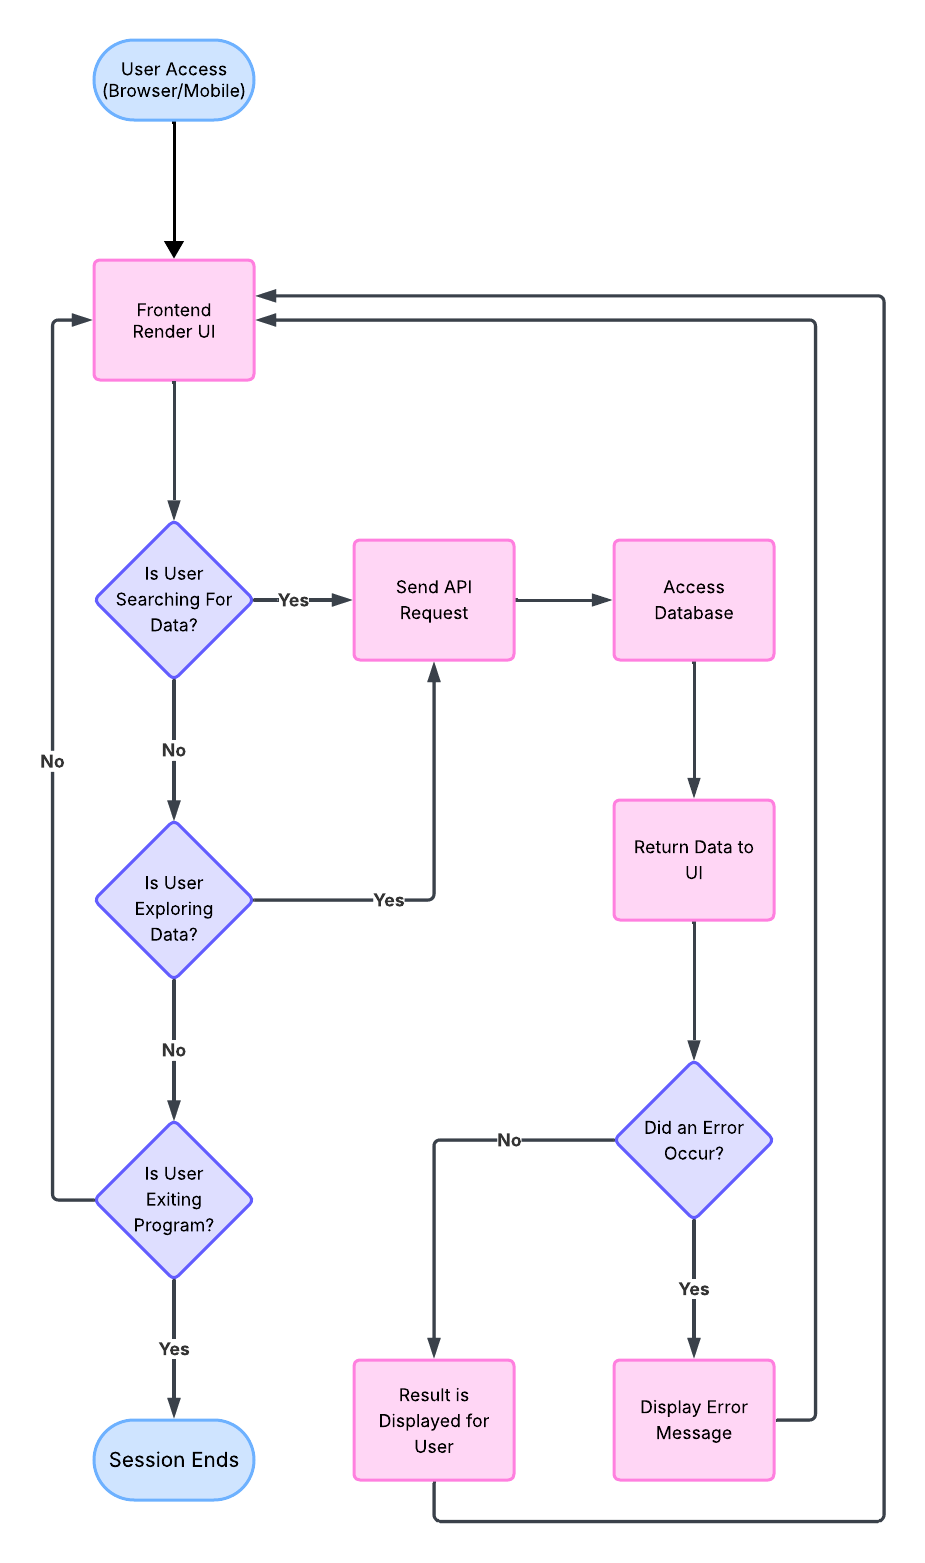 User Access
(Browser/Mobile)
Frontend
Render UI
Is User
Searching For
Data?
Yes
Send API
Request
Access
Database
No
No
Is User
Exploring
Data?
Yes
Return Data to
UI
No
Is User
Exiting
Program?
Did an Error
Occur?
No
Yes
Yes
Result is
Displayed for
User
Display Error
Message
Session Ends